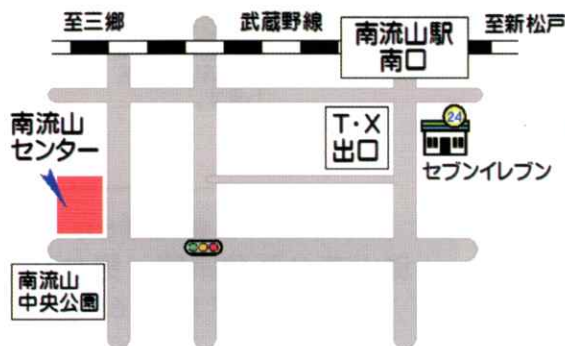 至三郷
武蔵野線
至新松戸
南流山駅
南口
南流山
センター
T・X
出口
24
セブンイレブン
南流山
中央公園